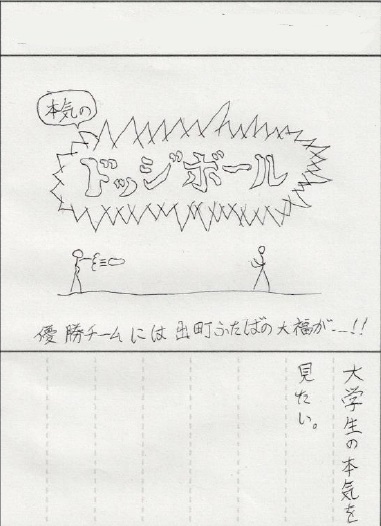 本気の
ドッジボール
優勝チームには出町ふたばの大福が…!!
大学生の本気を
見たい。